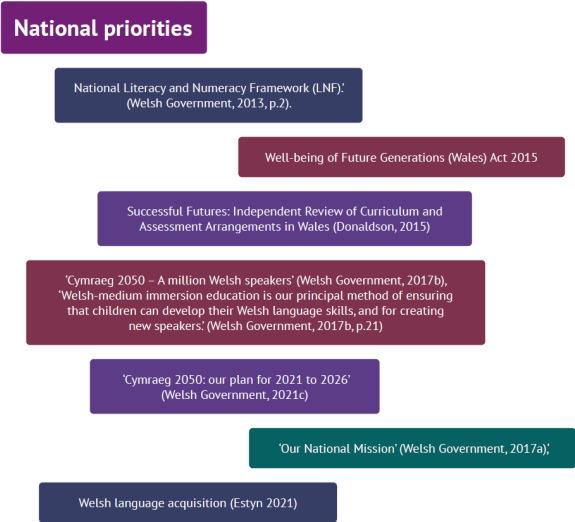 National priorities
National Literacy and Numeracy Framework (LNF).’
(Welsh Government, 2013, p.2).
Well-being of Future Generations (Wales) Act 2015
Successful Futures: Independent Review of Curriculum and
Assessment Arrangements in Wales (Donaldson, 2015)
‘Cymraeg 2050 – A million Welsh speakers’ (Welsh Government, 2017b),
‘Welsh-medium immersion education is our principal method of ensuring
that children can develop their Welsh language skills, and for creating
new speakers.’ (Welsh Government, 2017b, p.21)
‘Cymraeg 2050: our plan for 2021 to 2026’
(Welsh Government, 2021c)
‘Our National Mission’ (Welsh Government, 2017a),’
Welsh language acquisition (Estyn 2021)